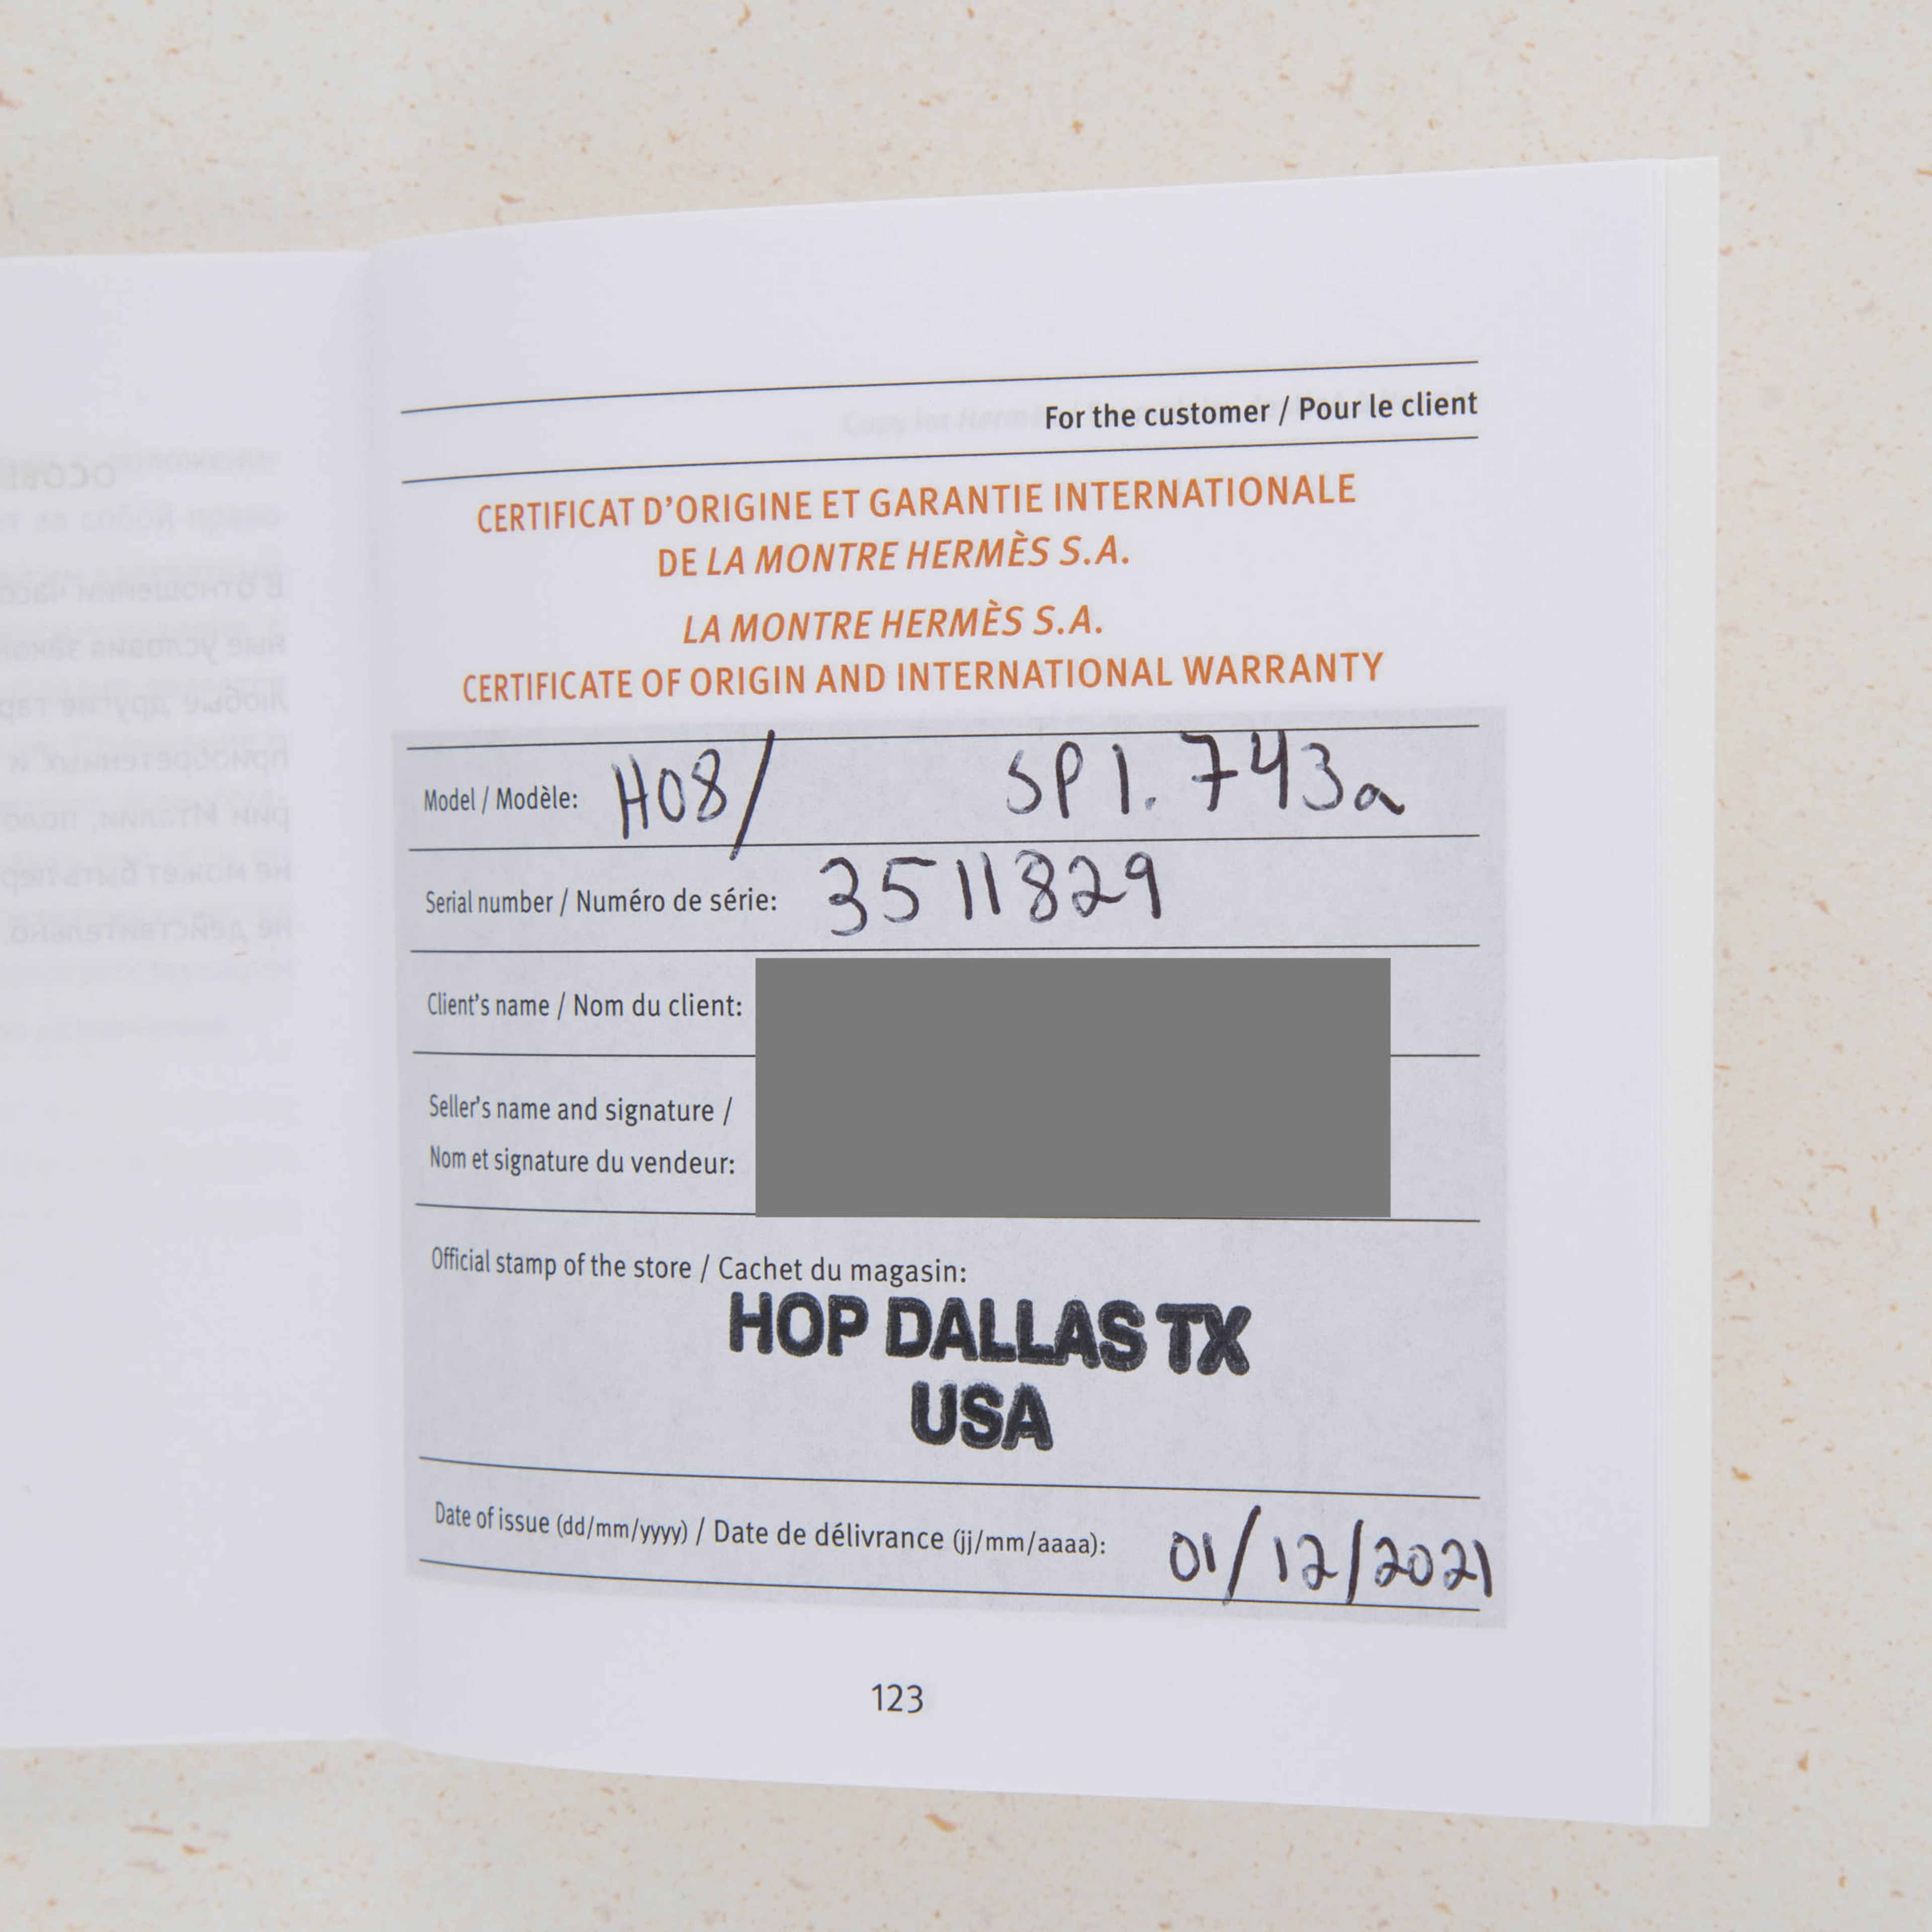 For the customer / Pour le client
CERTIFICAT D'ORIGINE ET GARANTIE INTERNATIONALE
DE LA MONTRE HERMÈS S.A.
LA MONTRE HERMÈS S.A.
CERTIFICATE OF ORIGIN AND INTERNATIONAL WARRANTY
Model / Modèle: H08/ SP1.743a
Serial number / Numéro de série: 3511829
Client's name / Nom du client:
Seller's name and signature /
Nom et signature du vendeur:
Official stamp of the store / Cachet du magasin:
HOP DALLAS TX
USA
Date of issue (dd/mm/yyyy) / Date de délivrance (jj/mm/aaaa): 01/12/2021
123